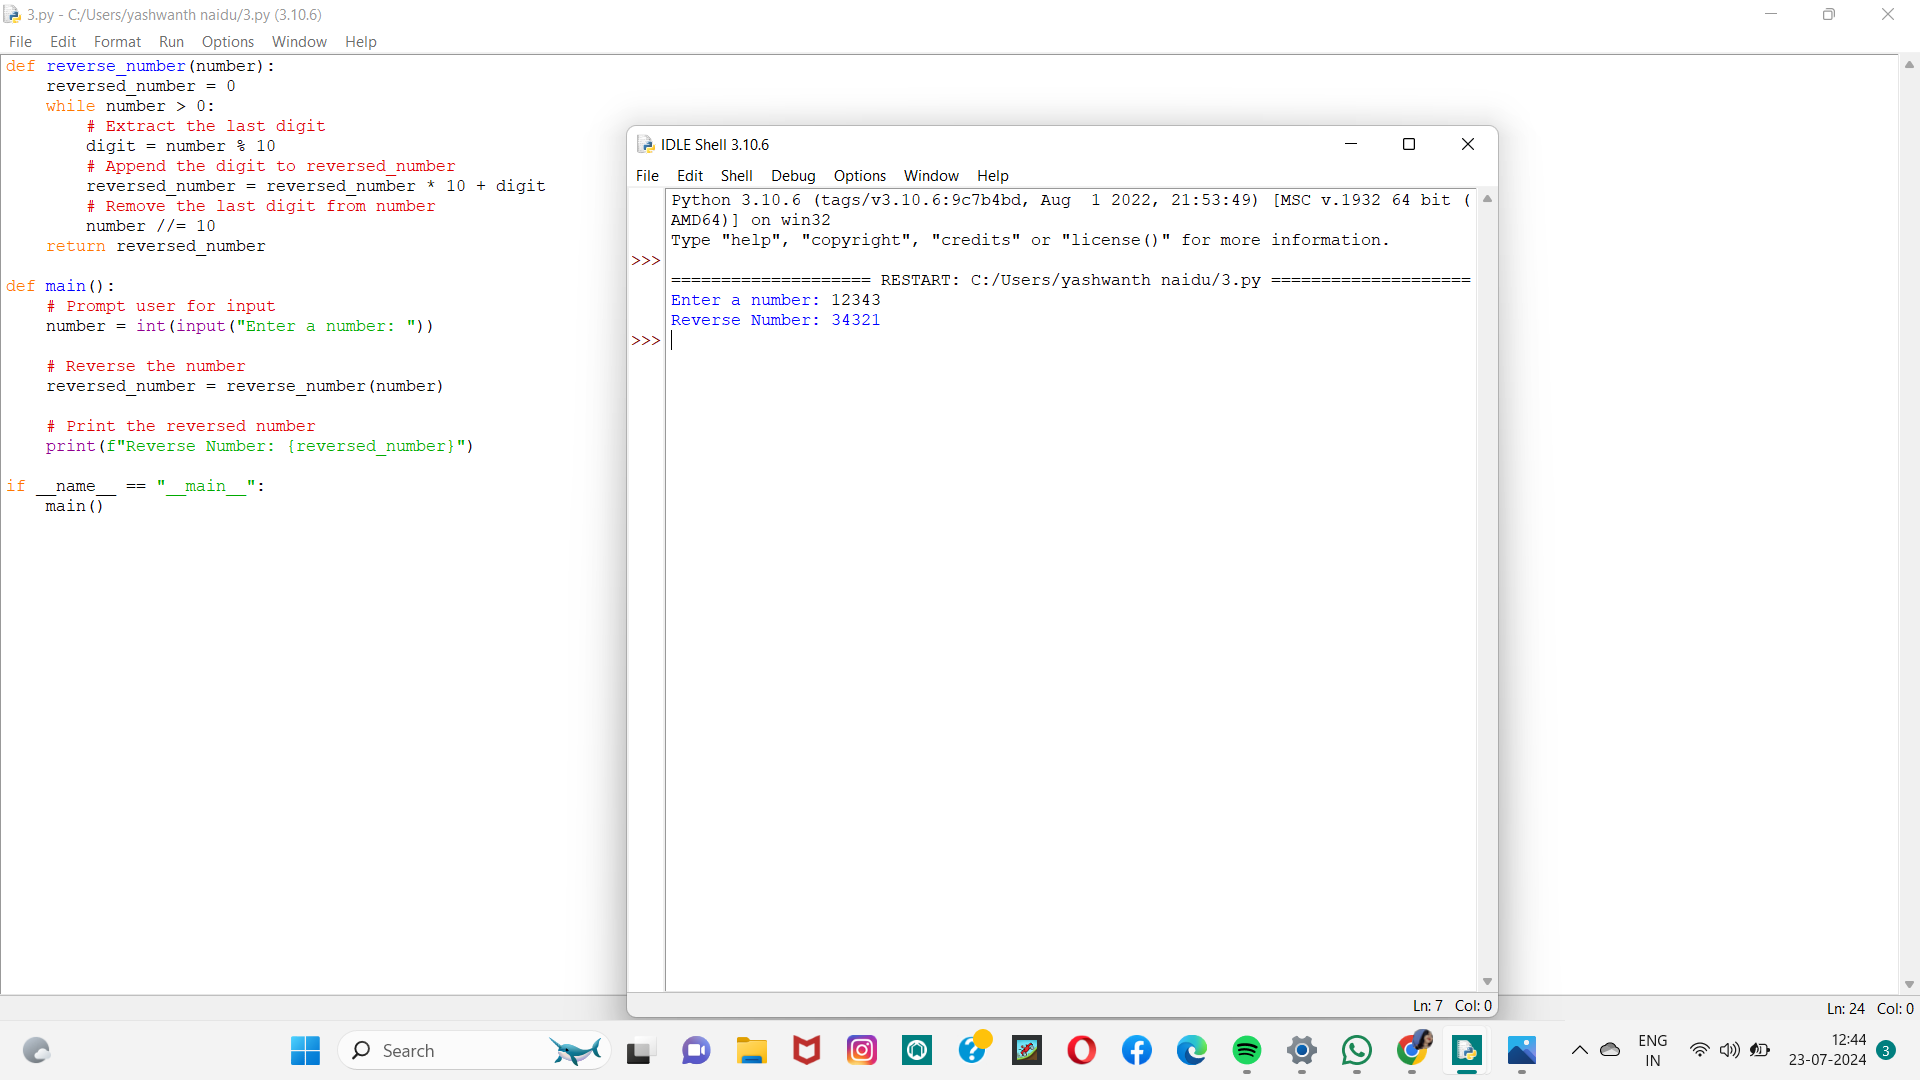 3.py - C:/Users/yashwanth naidu/3.py (3.10.6)
File Edit Format Run Options Window Help
def reverse_number(number):
    reversed_number = 0
    while number > 0:
        # Extract the last digit
        digit = number % 10
        # Append the digit to reversed_number
        reversed_number = reversed_number * 10 + digit
        # Remove the last digit from number
        number //= 10
    return reversed_number

def main():
    # Prompt user for input
    number = int(input("Enter a number: "))

    # Reverse the number
    reversed_number = reverse_number(number)

    # Print the reversed number
    print(f"Reverse Number: {reversed_number}")

if __name__ == "__main__":
    main()
IDLE Shell 3.10.6
File Edit Shell Debug Options Window Help
Python 3.10.6 (tags/v3.10.6:9c7b4bd, Aug  1 2022, 21:53:49) [MSC v.1932 64 bit (
AMD64)] on win32
Type "help", "copyright", "credits" or "license()" for more information.
>>>
==================== RESTART: C:/Users/yashwanth naidu/3.py ====================
Enter a number: 12343
Reverse Number: 34321
>>>
Ln: 7 Col: 0
Ln: 24 Col: 0
Search
ENG
IN
12:44
23-07-2024
3